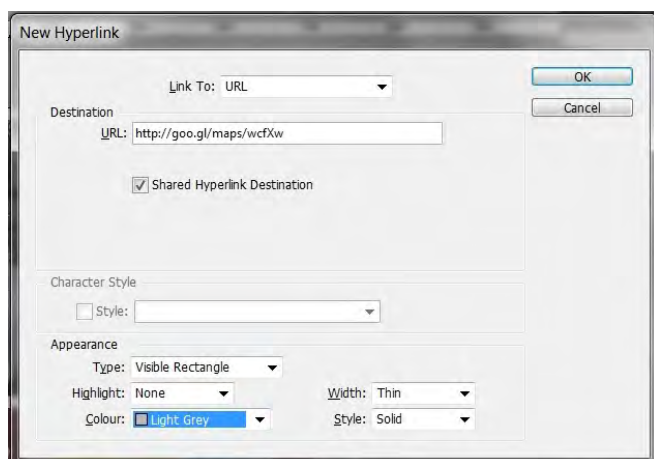 New Hyperlink
Link To: URL
OK
Cancel
Destination
URL: http://goo.gl/maps/wcfXw
Shared Hyperlink Destination
Character Style
Style:
Appearance
Type: Visible Rectangle
Highlight: None
Width: Thin
Colour: Light Grey
Style: Solid